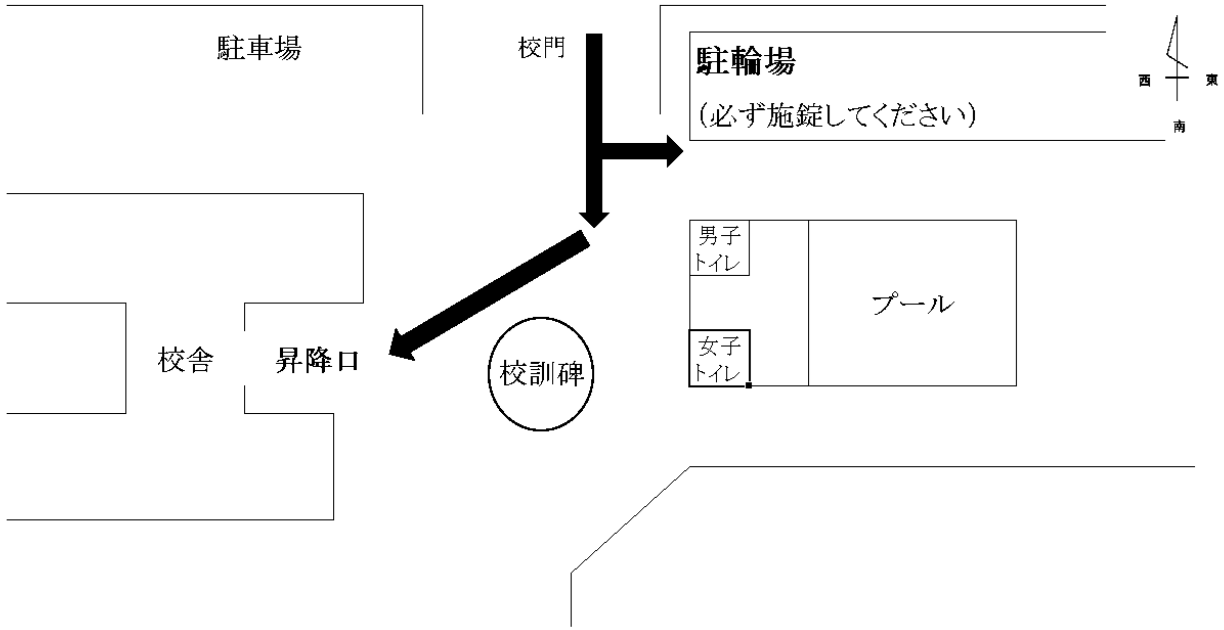 駐車場
校門
駐輪場
（必ず施錠してください）
西
東
南
男子
トイレ
プール
女子
トイレ
校舎
昇降口
校訓碑